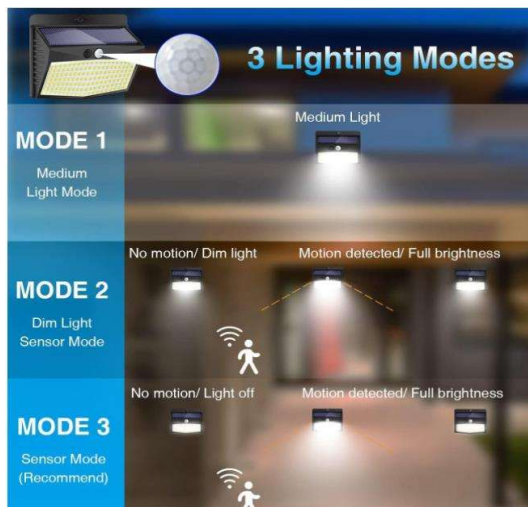 3 Lighting Modes
MODE 1
Medium
Light Mode
Medium Light
MODE 2
Dim Light
Sensor Mode
No motion/ Dim light
Motion detected/ Full brightness
MODE 3
Sensor Mode
(Recommend)
No motion/ Light off
Motion detected/ Full brightness